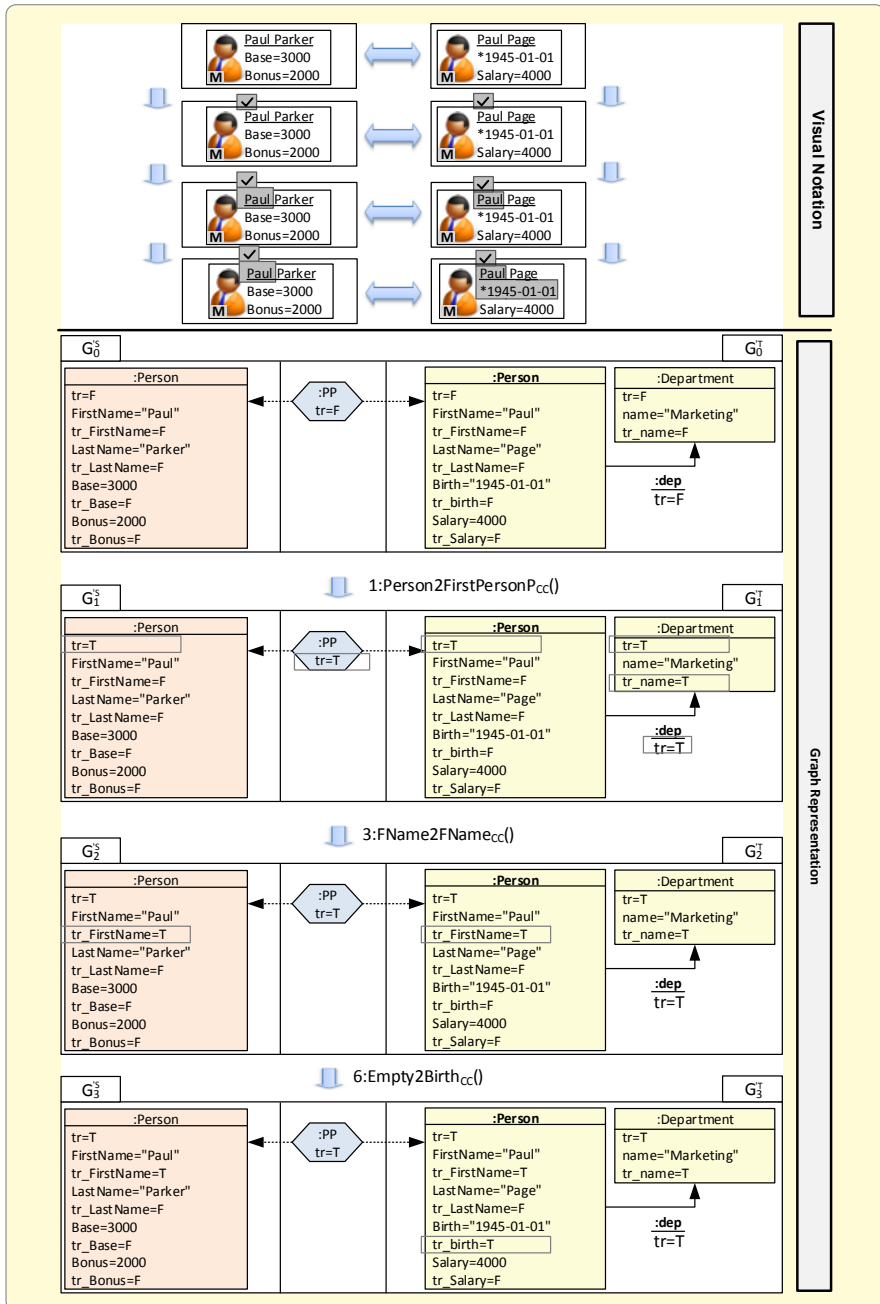 Paul Parker
Base=3000
Bonus=2000
M
Paul Page
*1945-01-01
Salary=4000
M
Paul Parker
Base=3000
Bonus=2000
M
Paul Page
*1945-01-01
Salary=4000
M
Paul Parker
Base=3000
Bonus=2000
M
Paul Page
*1945-01-01
Salary=4000
M
Paul Parker
Base=3000
Bonus=2000
M
Paul Page
*1945-01-01
Salary=4000
M
Visual Notation
G'S0
G'T0
:Person
tr=F
FirstName="Paul"
tr_FirstName=F
LastName="Parker"
tr_LastName=F
Base=3000
tr_Base=F
Bonus=2000
tr_Bonus=F
:PP
tr=F
:Person
tr=F
FirstName="Paul"
tr_FirstName=F
LastName="Page"
tr_LastName=F
Birth="1945-01-01"
tr_birth=F
Salary=4000
tr_Salary=F
:Department
tr=F
name="Marketing"
tr_name=F
:dep
tr=F
1:Person2FirstPersonPCC()
G'S1
G'T1
:Person
tr=T
FirstName="Paul"
tr_FirstName=F
LastName="Parker"
tr_LastName=F
Base=3000
tr_Base=F
Bonus=2000
tr_Bonus=F
:PP
tr=T
:Person
tr=T
FirstName="Paul"
tr_FirstName=F
LastName="Page"
tr_LastName=F
Birth="1945-01-01"
tr_birth=F
Salary=4000
tr_Salary=F
:Department
tr=T
name="Marketing"
tr_name=T
:dep
tr=T
3:FName2FNameCC()
G'S2
G'T2
:Person
tr=T
FirstName="Paul"
tr_FirstName=T
LastName="Parker"
tr_LastName=F
Base=3000
tr_Base=F
Bonus=2000
tr_Bonus=F
:PP
tr=T
:Person
tr=T
FirstName="Paul"
tr_FirstName=T
LastName="Page"
tr_LastName=F
Birth="1945-01-01"
tr_birth=F
Salary=4000
tr_Salary=F
:Department
tr=T
name="Marketing"
tr_name=T
:dep
tr=T
6:Empty2BirthCC()
G'S3
G'T3
:Person
tr=T
FirstName="Paul"
tr_FirstName=T
LastName="Parker"
tr_LastName=F
Base=3000
tr_Base=F
Bonus=2000
tr_Bonus=F
:PP
tr=T
:Person
tr=T
FirstName="Paul"
tr_FirstName=T
LastName="Page"
tr_LastName=F
Birth="1945-01-01"
tr_birth=T
Salary=4000
tr_Salary=F
:Department
tr=T
name="Marketing"
tr_name=T
:dep
tr=T
Graph Representation